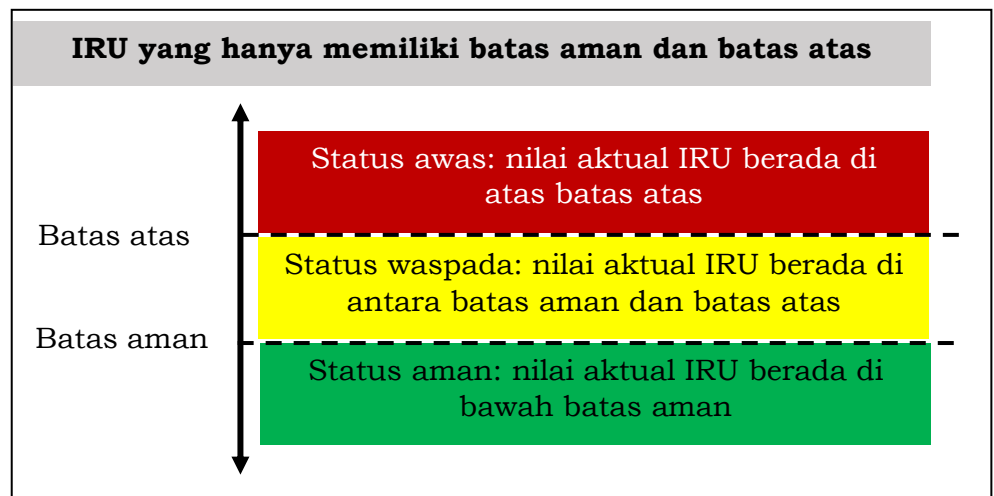 IRU yang hanya memiliki batas aman dan batas atas
Status awas: nilai aktual IRU berada di
atas batas atas
Batas atas
Status waspada: nilai aktual IRU berada di
antara batas aman dan batas atas
Batas aman
Status aman: nilai aktual IRU berada di
bawah batas aman